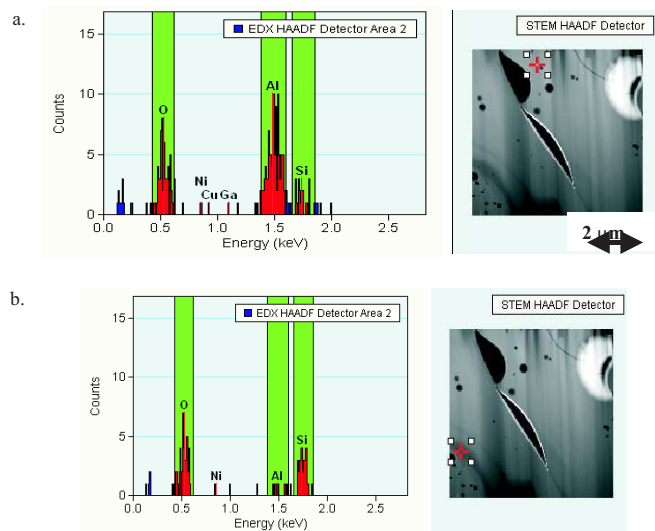 a.
EDX HAADF Detector Area 2
15
10
5
0
Counts
O
Ni
Cu
Ga
Al
Si
0.0 0.5 1.0 1.5 2.0 2.5
Energy (keV)
STEM HAADF Detector
2 μm
b.
EDX HAADF Detector Area 2
15
10
5
0
Counts
O
Ni
Al
Si
0.0 0.5 1.0 1.5 2.0 2.5
Energy (keV)
STEM HAADF Detector